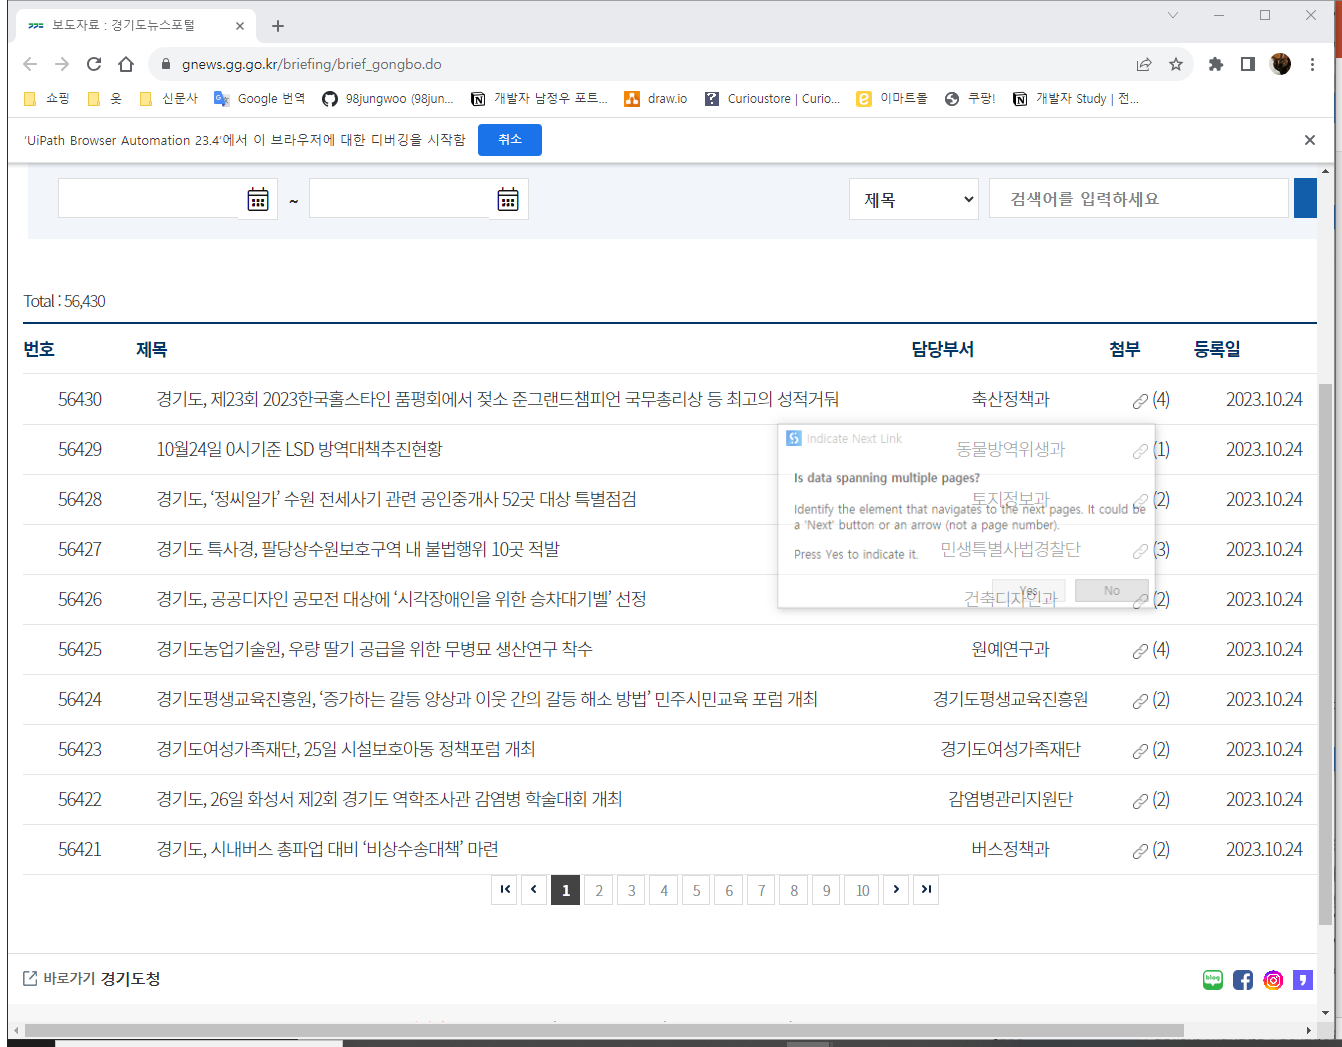 보도자료 : 경기도뉴스포털
gnews.gg.go.kr/briefing/brief_gongbo.do
쇼핑 옷 신문사 Google 번역 98jungwoo (98jun... 개발자 남정우 포트... draw.io Curioustore | Curio... 이마트몰 쿠팡! 개발자 Study | 전...
'UiPath Browser Automation 23.4'에서 이 브라우저에 대한 디버깅을 시작함 취소
~ 제목 검색어를 입력하세요
Total : 56,430
번호 제목 담당부서 첨부 등록일
56430 경기도, 제23회 2023한국홀스타인 품평회에서 젖소 준그랜드챔피언 국무총리상 등 최고의 성적거둬 축산정책과 (4) 2023.10.24
56429 10월24일 0시기준 LSD 방역대책추진현황 동물방역위생과 (1) 2023.10.24
56428 경기도, ‘정씨일가’ 수원 전세사기 관련 공인중개사 52곳 대상 특별점검 토지정보과 (2) 2023.10.24
56427 경기도 특사경, 팔당상수원보호구역 내 불법행위 10곳 적발 민생특별사법경찰단 (3) 2023.10.24
56426 경기도, 공공디자인 공모전 대상에 ‘시각장애인을 위한 승차대기벨’ 선정 건축디자인과 (2) 2023.10.24
56425 경기도농업기술원, 우량 딸기 공급을 위한 무병묘 생산연구 착수 원예연구과 (4) 2023.10.24
56424 경기도평생교육진흥원, ‘증가하는 갈등 양상과 이웃 간의 갈등 해소 방법’ 민주시민교육 포럼 개최 경기도평생교육진흥원 (2) 2023.10.24
56423 경기도여성가족재단, 25일 시설보호아동 정책포럼 개최 경기도여성가족재단 (2) 2023.10.24
56422 경기도, 26일 화성서 제2회 경기도 역학조사관 감염병 학술대회 개최 감염병관리지원단 (2) 2023.10.24
56421 경기도, 시내버스 총파업 대비 ‘비상수송대책’ 마련 버스정책과 (2) 2023.10.24
Indicate Next Link
Is data spanning multiple pages?
Identify the element that navigates to the next pages. It could be
a 'Next' button or an arrow (not a page number).
Press Yes to indicate it.
Yes No
1 2 3 4 5 6 7 8 9 10
바로가기 경기도청
blog